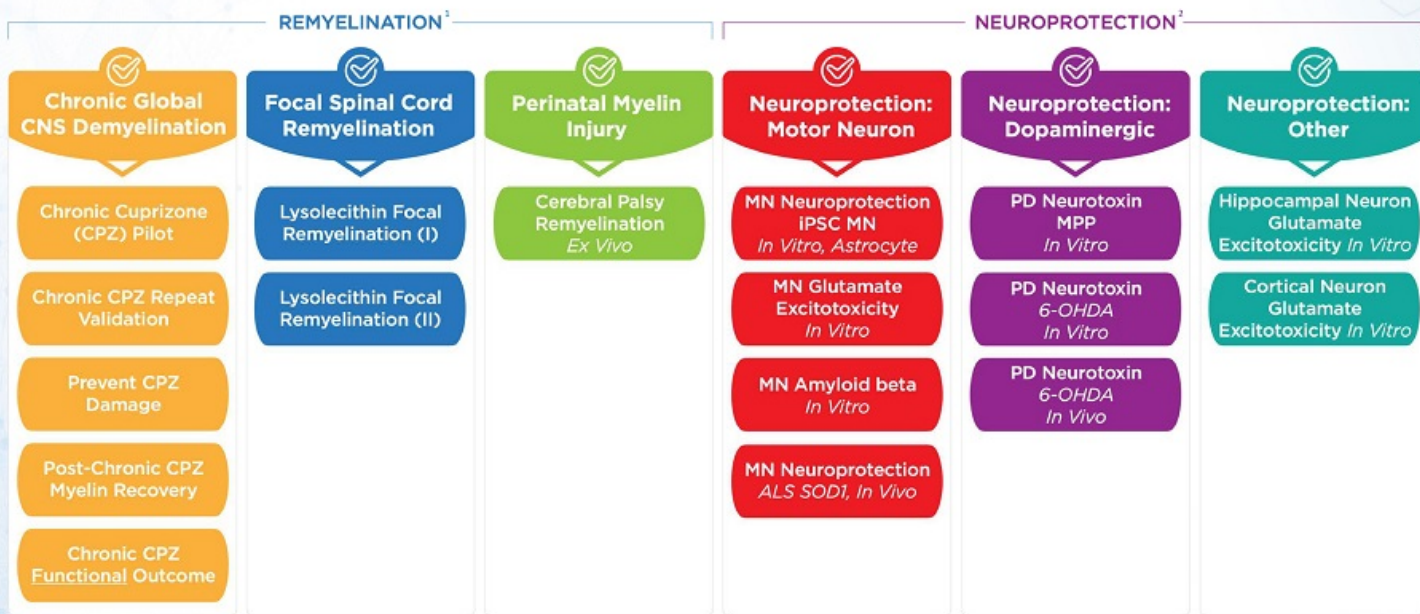 REMYELINATION¹
NEUROPROTECTION²
Chronic Global
CNS Demyelination
Chronic Cuprizone
(CPZ) Pilot
Chronic CPZ Repeat
Validation
Prevent CPZ
Damage
Post-Chronic CPZ
Myelin Recovery
Chronic CPZ
Functional Outcome
Focal Spinal Cord
Remyelination
Lysolecithin Focal
Remyelination (I)
Lysolecithin Focal
Remyelination (II)
Perinatal Myelin
Injury
Cerebral Palsy
Remyelination
Ex Vivo
Neuroprotection:
Motor Neuron
MN Neuroprotection
iPSC MN
In Vitro, Astrocyte
MN Glutamate
Excitotoxicity
In Vitro
MN Amyloid beta
In Vitro
MN Neuroprotection
ALS SOD1, In Vivo
Neuroprotection:
Dopaminergic
PD Neurotoxin
MPP
In Vitro
PD Neurotoxin
6-OHDA
In Vitro
PD Neurotoxin
6-OHDA
In Vivo
Neuroprotection:
Other
Hippocampal Neuron
Glutamate
Excitotoxicity In Vitro
Cortical Neuron
Glutamate
Excitotoxicity In Vitro